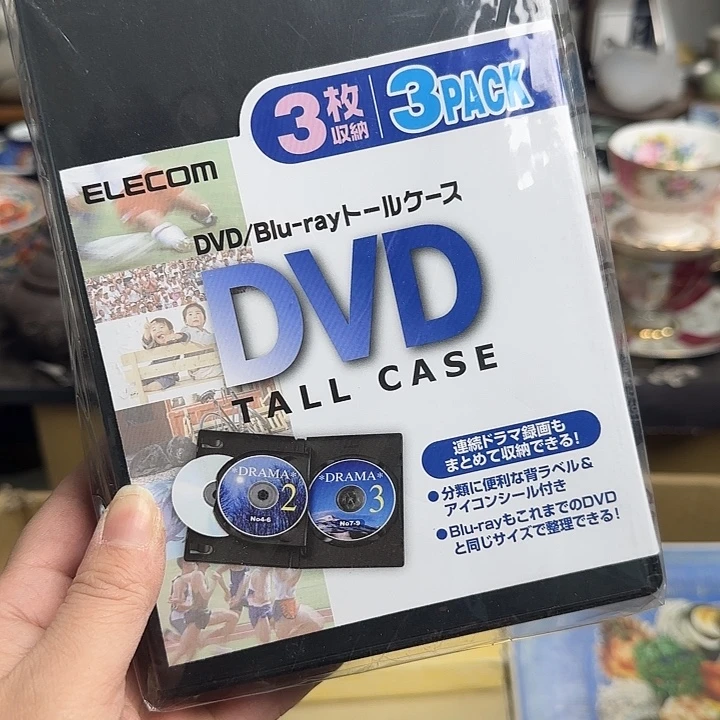 3枚収納 3PACK
ELECOM
DVD/Blu-rayトールケース
DVD
TALL CASE
連続ドラマ録画も
まとめて収納できる!
●分類に便利な背ラベル&
アイコンシール付き
●Blu-rayもこれまでのDVD
と同じサイズで整理できる!
*DRAMA*
2
No4-6
*DRAMA*
3
No7-9